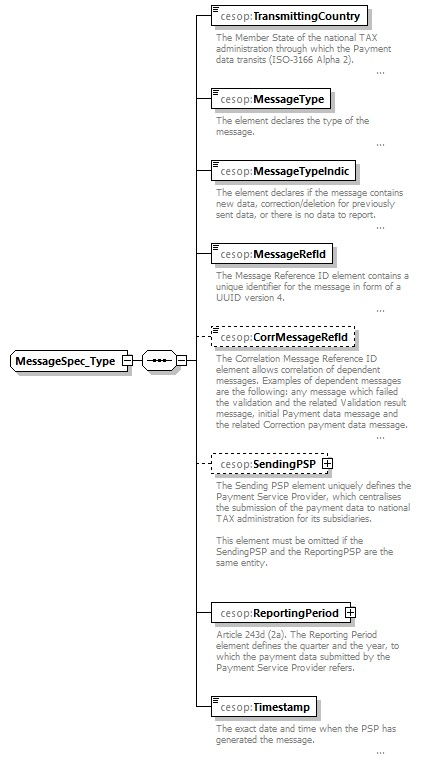 cesop:TransmittingCountry
The Member State of the national TAX
administration through which the Payment
data transits (ISO-3166 Alpha 2).
...
cesop:MessageType
The element declares the type of the
message.
...
cesop:MessageTypeIndic
The element declares if the message contains
new data, correction/deletion for previously
sent data, or there is no data to report.
...
cesop:MessageRefId
The Message Reference ID element contains a
unique identifier for the message in form of a
UUID version 4.
...
MessageSpec_Type
cesop:CorrMessageRefId
The Correlation Message Reference ID
element allows correlation of dependent
messages. Examples of dependent messages
are the following: any message which failed
the validation and the related Validation result
message, initial Payment data message and
the related Correction payment data message.
...
cesop:SendingPSP
The Sending PSP element uniquely defines the
Payment Service Provider, which centralises
the submission of the payment data to national
TAX administration for its subsidiaries.
This element must be omitted if the
SendingPSP and the ReportingPSP are the
same entity.
cesop:ReportingPeriod
Article 243d (2a). The Reporting Period
element defines the quarter and the year, to
which the payment data submitted by the
Payment Service Provider refers.
cesop:Timestamp
The exact date and time when the PSP has
generated the message.
...